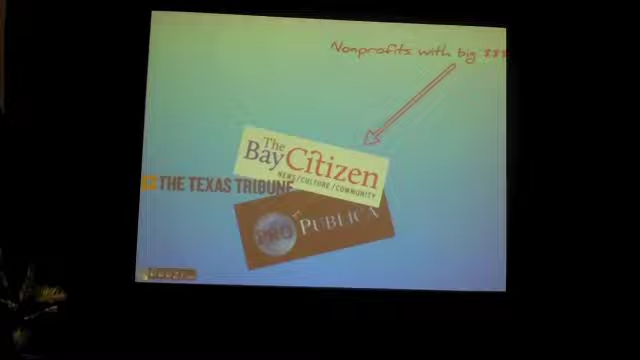 Nonprofits with big $$$
The
Bay Citizen
NEWS/CULTURE/COMMUNITY
THE TEXAS TRIBUNE
PRO PUBLICA